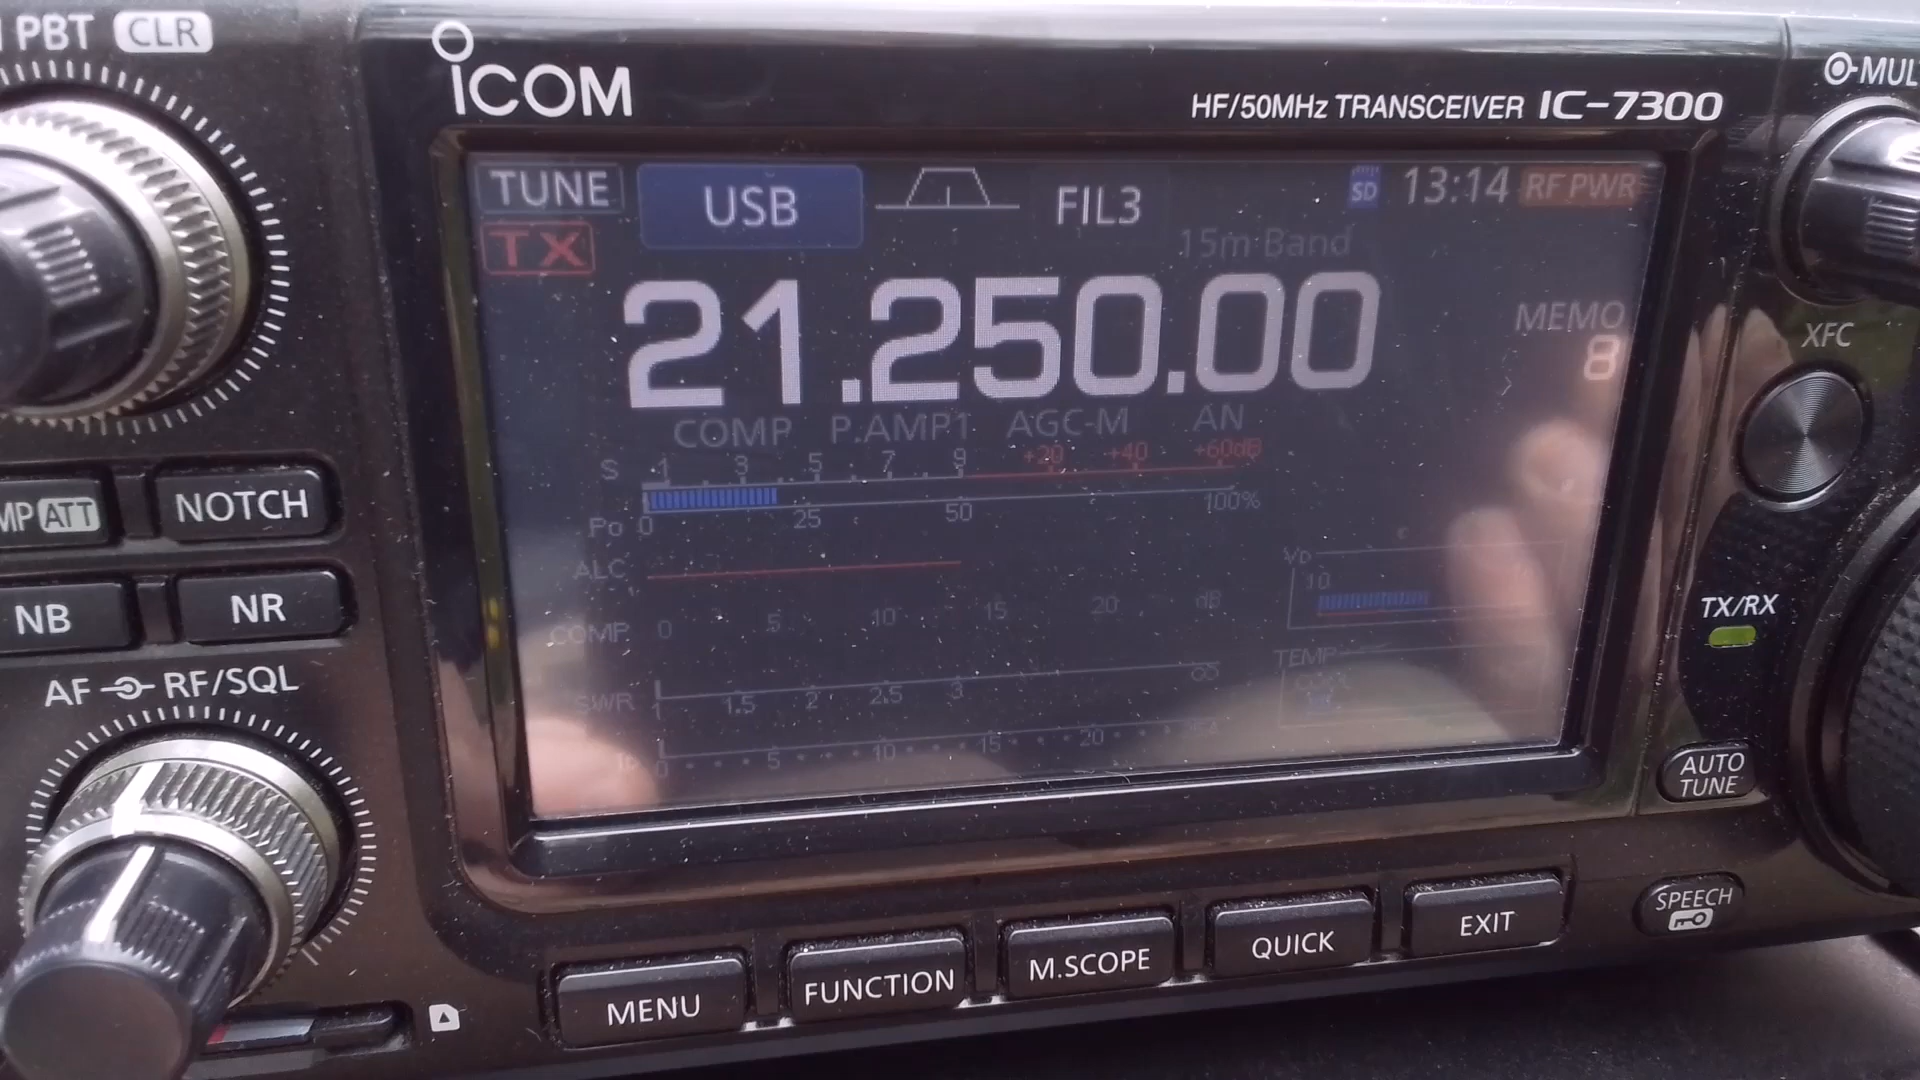 PBT CLR
ICOM
HF/50MHz TRANSCEIVER IC-7300
TUNE USB FIL3 SD 13:14 RF PWR
TX
15m Band
21.250.00
MEMO
8
COMP P.AMP1 AGC-M AN
S 1 3 5 7 9 +20 +40 +60dB
Po 0 25 50 100%
ALC
COMP 0 5 10 15 20 dB
SWR 1 1.5 2 2.5 3 ∞
0 5 10 15 20
VD
10
TEMP
XFC
TX/RX
AUTO
TUNE
SPEECH
ATT NOTCH
NB NR
AF RF/SQL
MENU FUNCTION M.SCOPE QUICK EXIT